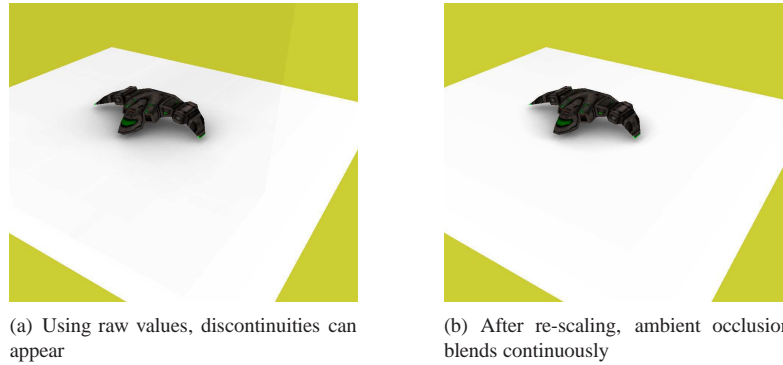 (a) Using raw values, discontinuities can
appear
(b) After re-scaling, ambient occlusion
blends continuously